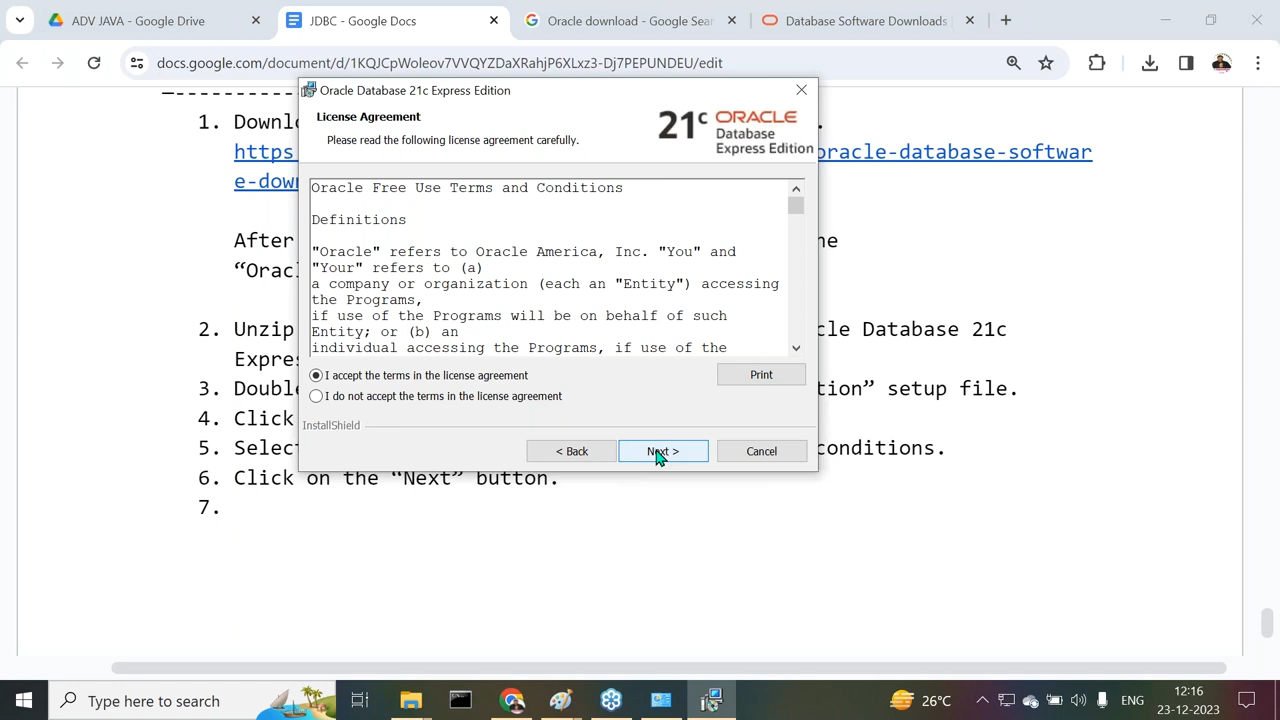 ADV JAVA - Google Drive
JDBC - Google Docs
Oracle download - Google Sear
Database Software Downloads
docs.google.com/document/d/1KQJCpWoleov7VVQYZDaXRahjP6XLxz3-Dj7PEPUNDEU/edit
Oracle Database 21c Express Edition
License Agreement
Please read the following license agreement carefully.
21c ORACLE
Database
Express Edition
Oracle Free Use Terms and Conditions
Definitions
"Oracle" refers to Oracle America, Inc. "You" and
"Your" refers to (a)
a company or organization (each an "Entity") accessing
the Programs,
if use of the Programs will be on behalf of such
Entity; or (b) an
individual accessing the Programs, if use of the
I accept the terms in the license agreement
Print
I do not accept the terms in the license agreement
InstallShield
< Back
Next >
Cancel
1. Downl
https
oracle-database-softwar
e-dow
After
“Orac
2. Unzip
cle Database 21c
Expre
3. Doubl
tion” setup file.
4. Click
5. Select
conditions.
6. Click on the “Next” button.
7.
Type here to search
26°C
ENG
12:16
23-12-2023